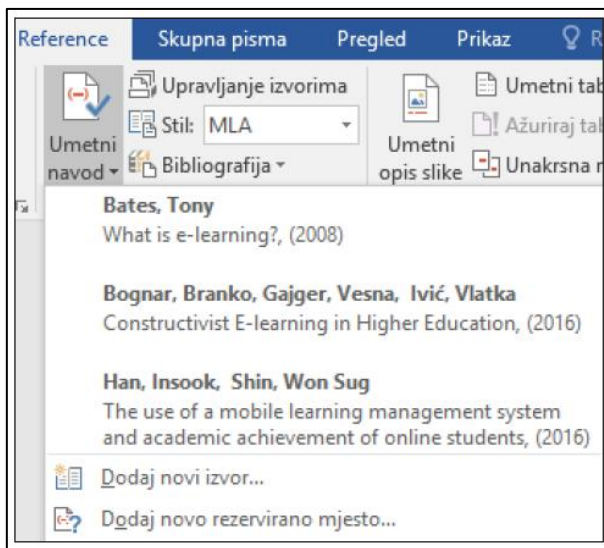 Reference Skupna pisma Pregled Prikaz R
Umetni navod
Upravljanje izvorima
Stil: MLA
Bibliografija
Umetni opis slike
Umetni tab
Ažuriraj tab
Unakrsna r
Bates, Tony
What is e-learning?, (2008)
Bognar, Branko, Gajger, Vesna, Ivić, Vlatka
Constructivist E-learning in Higher Education, (2016)
Han, Insook, Shin, Won Sug
The use of a mobile learning management system
and academic achievement of online students, (2016)
Dodaj novi izvor...
Dodaj novo rezervirano mjesto...